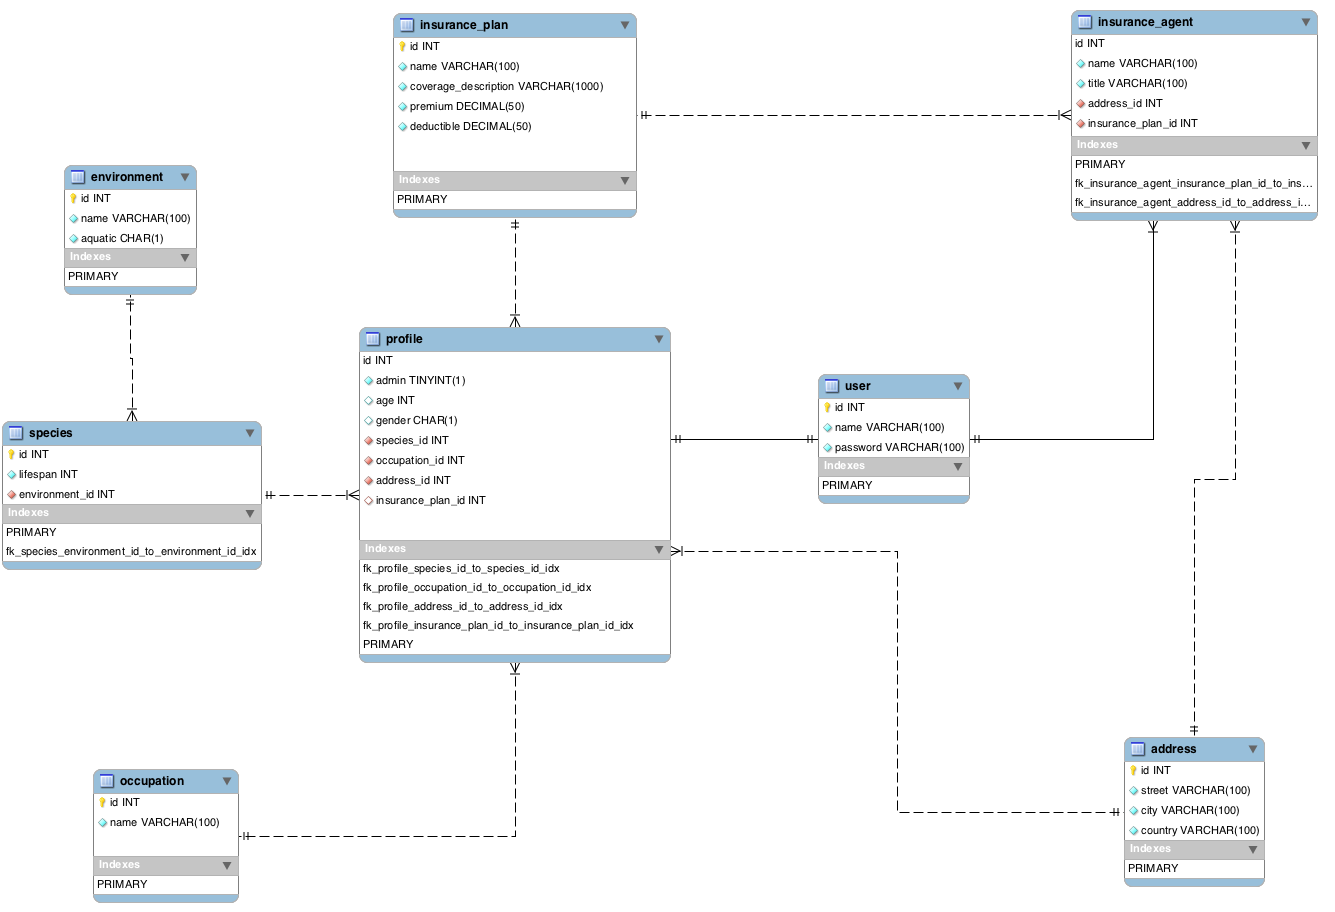 insurance_plan
id INT
name VARCHAR(100)
coverage_description VARCHAR(1000)
premium DECIMAL(50)
deductible DECIMAL(50)
Indexes
PRIMARY
insurance_agent
id INT
name VARCHAR(100)
title VARCHAR(100)
address_id INT
insurance_plan_id INT
Indexes
PRIMARY
fk_insurance_agent_insurance_plan_id_to_ins...
fk_insurance_agent_address_id_to_address_i...
environment
id INT
name VARCHAR(100)
aquatic CHAR(1)
Indexes
PRIMARY
profile
id INT
admin TINYINT(1)
age INT
gender CHAR(1)
species_id INT
occupation_id INT
address_id INT
insurance_plan_id INT
Indexes
fk_profile_species_id_to_species_id_idx
fk_profile_occupation_id_to_occupation_id_idx
fk_profile_address_id_to_address_id_idx
fk_profile_insurance_plan_id_to_insurance_plan_id_idx
PRIMARY
user
id INT
name VARCHAR(100)
password VARCHAR(100)
Indexes
PRIMARY
species
id INT
lifespan INT
environment_id INT
Indexes
PRIMARY
fk_species_environment_id_to_environment_id_idx
occupation
id INT
name VARCHAR(100)
Indexes
PRIMARY
address
id INT
street VARCHAR(100)
city VARCHAR(100)
country VARCHAR(100)
Indexes
PRIMARY